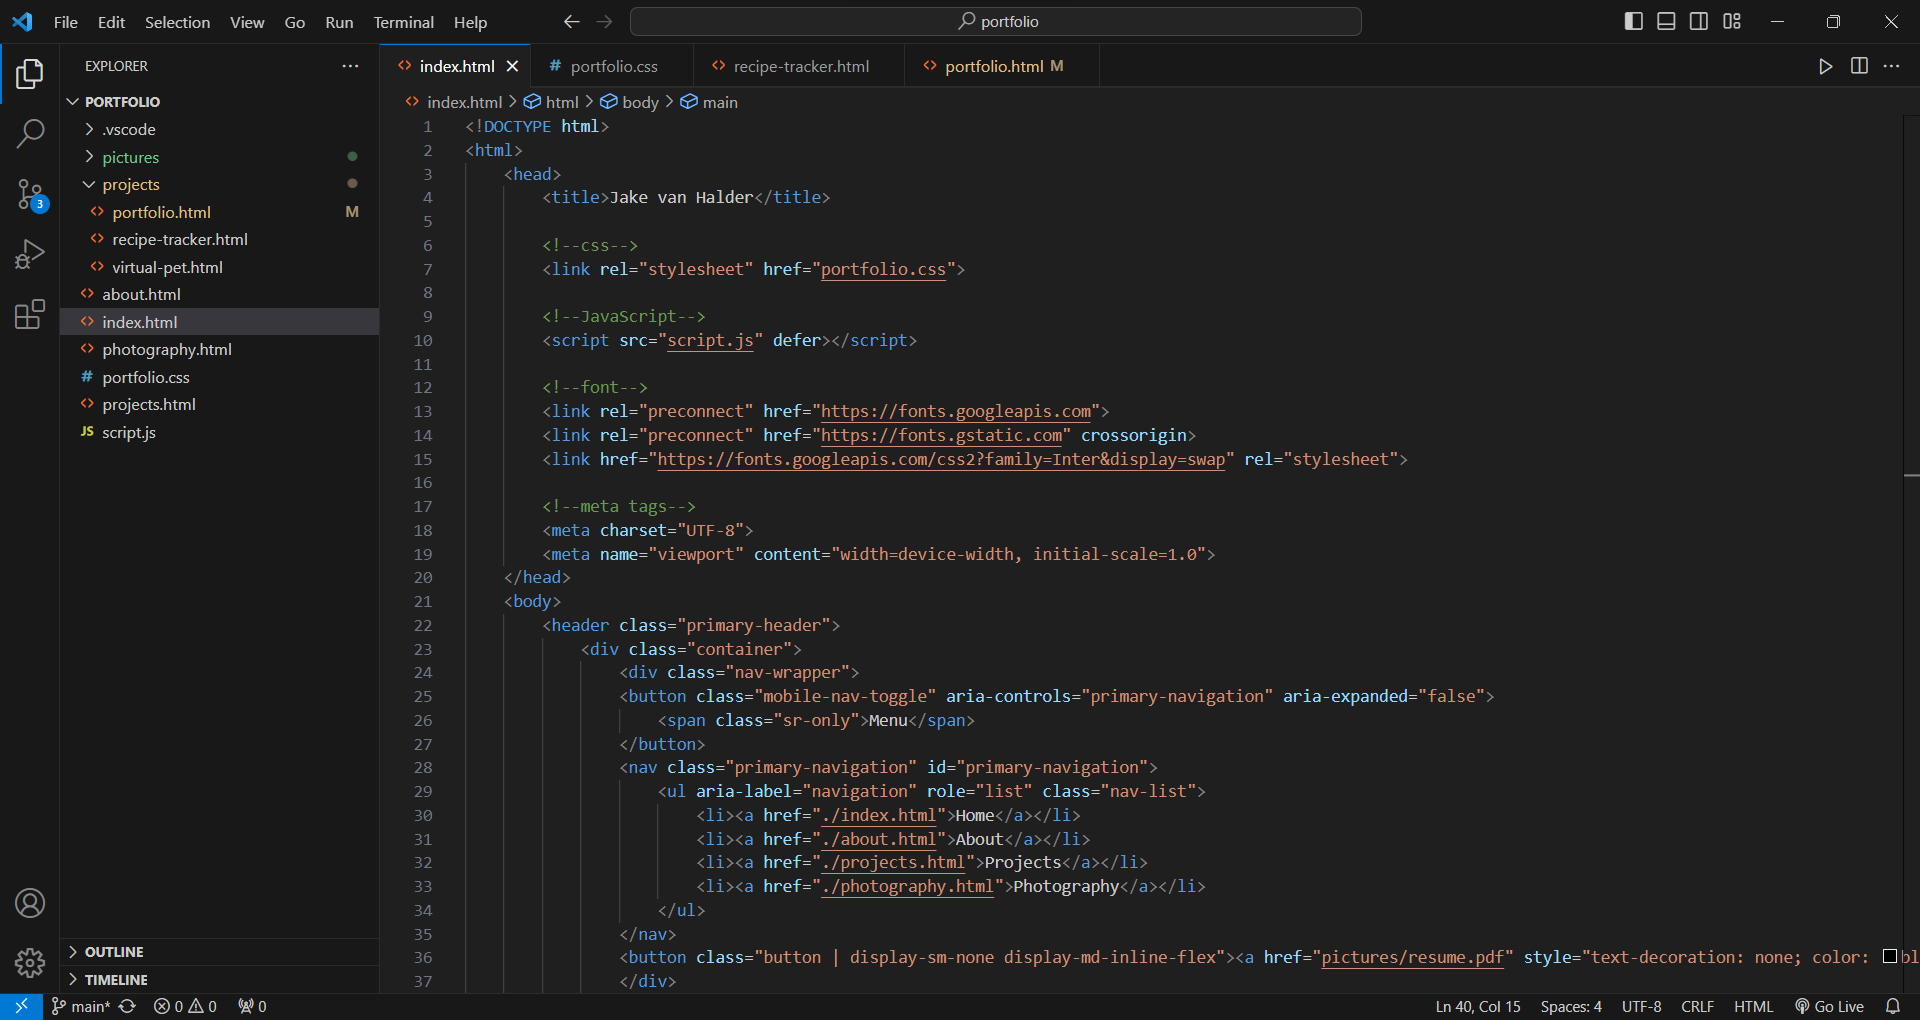 File Edit Selection View Go Run Terminal Help
portfolio
EXPLORER
PORTFOLIO
.vscode
pictures
projects
portfolio.html M
recipe-tracker.html
virtual-pet.html
about.html
index.html
photography.html
# portfolio.css
projects.html
JS script.js
OUTLINE
TIMELINE
3
index.html
# portfolio.css
recipe-tracker.html
portfolio.html M
index.html > html > body > main
1 <!DOCTYPE html>
2 <html>
3 <head>
4 <title>Jake van Halder</title>
5
6 <!--css-->
7 <link rel="stylesheet" href="portfolio.css">
8
9 <!--JavaScript-->
10 <script src="script.js" defer></script>
11
12 <!--font-->
13 <link rel="preconnect" href="https://fonts.googleapis.com">
14 <link rel="preconnect" href="https://fonts.gstatic.com" crossorigin>
15 <link href="https://fonts.googleapis.com/css2?family=Inter&display=swap" rel="stylesheet">
16
17 <!--meta tags-->
18 <meta charset="UTF-8">
19 <meta name="viewport" content="width=device-width, initial-scale=1.0">
20 </head>
21 <body>
22 <header class="primary-header">
23 <div class="container">
24 <div class="nav-wrapper">
25 <button class="mobile-nav-toggle" aria-controls="primary-navigation" aria-expanded="false">
26 <span class="sr-only">Menu</span>
27 </button>
28 <nav class="primary-navigation" id="primary-navigation">
29 <ul aria-label="navigation" role="list" class="nav-list">
30 <li><a href="./index.html">Home</a></li>
31 <li><a href="./about.html">About</a></li>
32 <li><a href="./projects.html">Projects</a></li>
33 <li><a href="./photography.html">Photography</a></li>
34 </ul>
35 </nav>
36 <button class="button | display-sm-none display-md-inline-flex"><a href="pictures/resume.pdf" style="text-decoration: none; color: bl
37 </div>
main* 0 0 0
Ln 40, Col 15 Spaces: 4 UTF-8 CRLF HTML Go Live